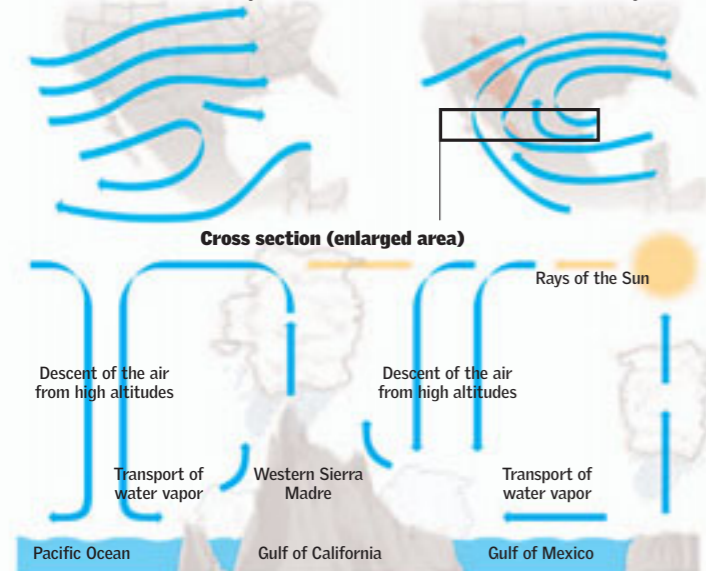 Cross section (enlarged area)
Rays of the Sun
Descent of the air
from high altitudes
Descent of the air
from high altitudes
Transport of
water vapor
Western Sierra
Madre
Transport of
water vapor
Pacific Ocean
Gulf of California
Gulf of Mexico